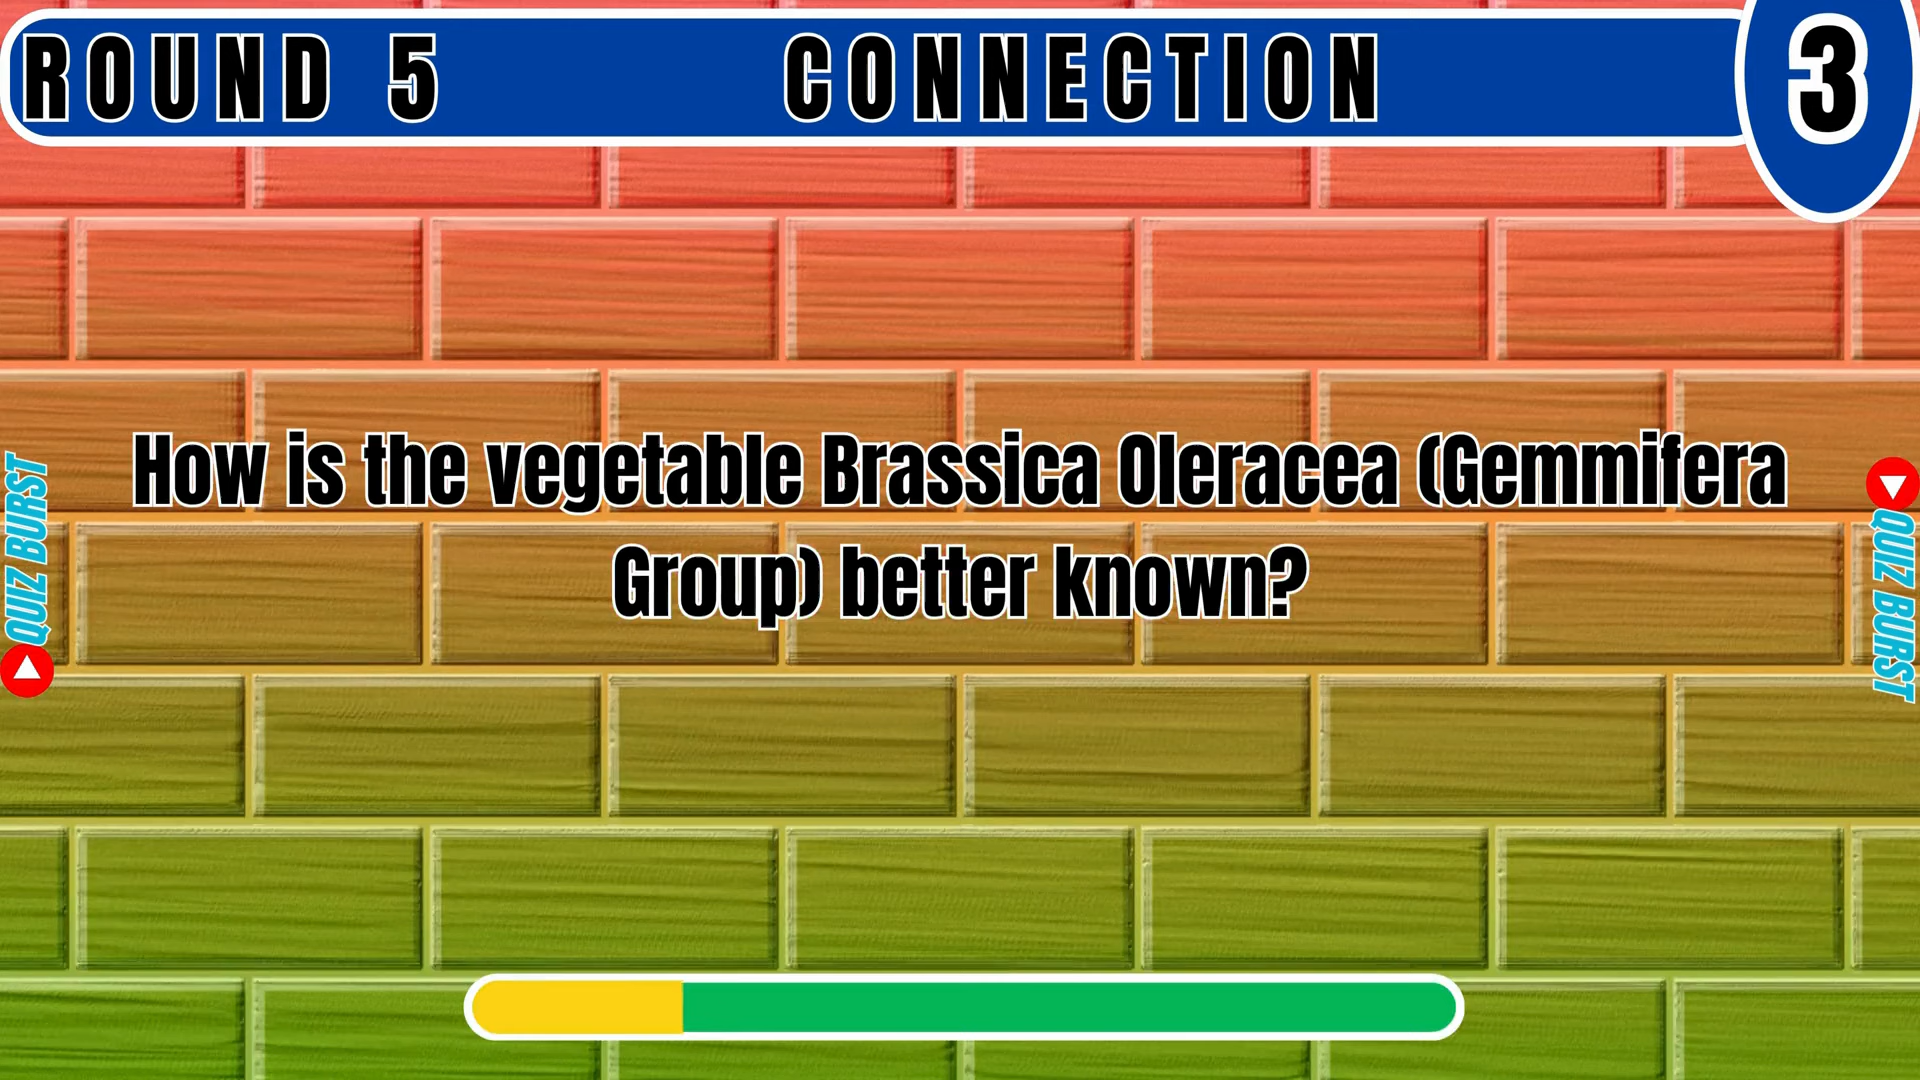 ROUND 5 CONNECTION 3
How is the vegetable Brassica Oleracea (Gemmifera
Group) better known?
QUIZ BURST
QUIZ BURST